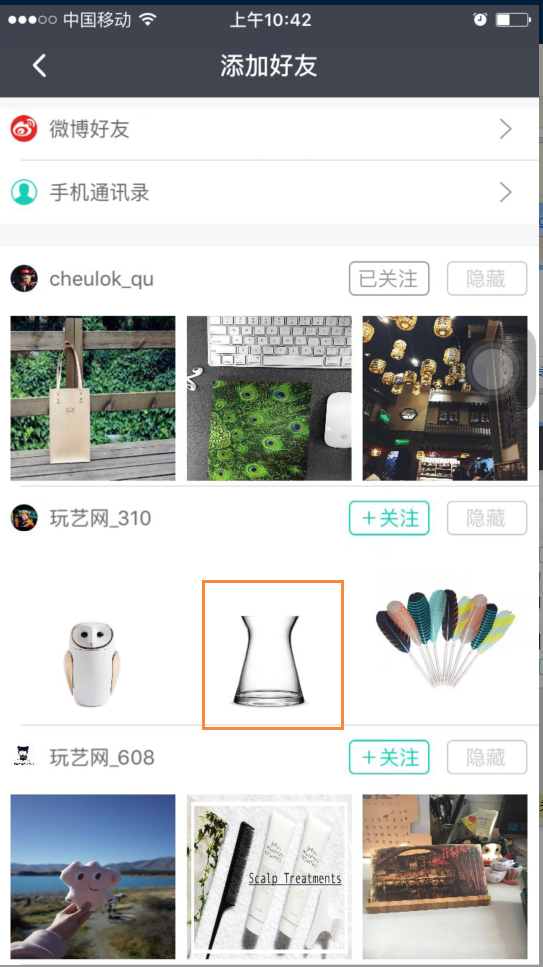 中国移动
上午10:42
添加好友
微博好友
手机通讯录
cheulok_qu
已关注
隐藏
玩艺网_310
+关注
隐藏
玩艺网_608
+关注
隐藏
Scalp Treatments